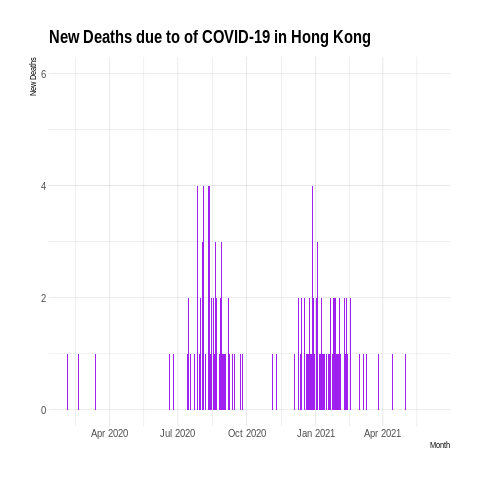 New Deaths due to of COVID-19 in Hong Kong
New Deaths
6
4
2
0
Apr 2020 Jul 2020 Oct 2020 Jan 2021 Apr 2021
Month